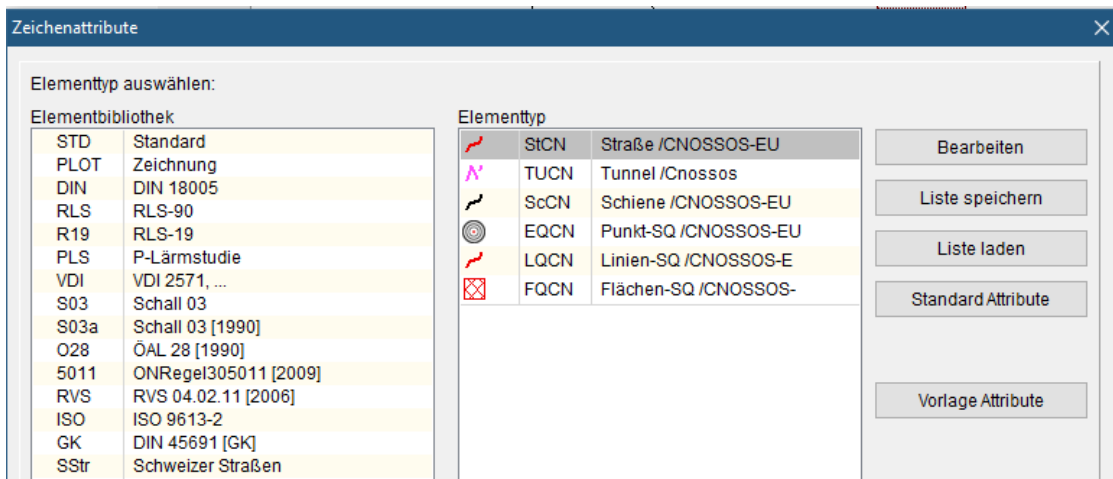 Zeichenattribute
Elementtyp auswählen:
Elementbibliothek
STD Standard
PLOT Zeichnung
DIN DIN 18005
RLS RLS-90
R19 RLS-19
PLS P-Lärmstudie
VDI VDI 2571, ...
S03 Schall 03
S03a Schall 03 [1990]
O28 ÖAL 28 [1990]
5011 ONRegel305011 [2009]
RVS RVS 04.02.11 [2006]
ISO ISO 9613-2
GK DIN 45691 [GK]
SStr Schweizer Straßen
Elementtyp
StCN Straße /CNOSSOS-EU
TUCN Tunnel /Cnossos
ScCN Schiene /CNOSSOS-EU
EQCN Punkt-SQ /CNOSSOS-EU
LQCN Linien-SQ /CNOSSOS-E
FQCN Flächen-SQ /CNOSSOS-
Bearbeiten
Liste speichern
Liste laden
Standard Attribute
Vorlage Attribute